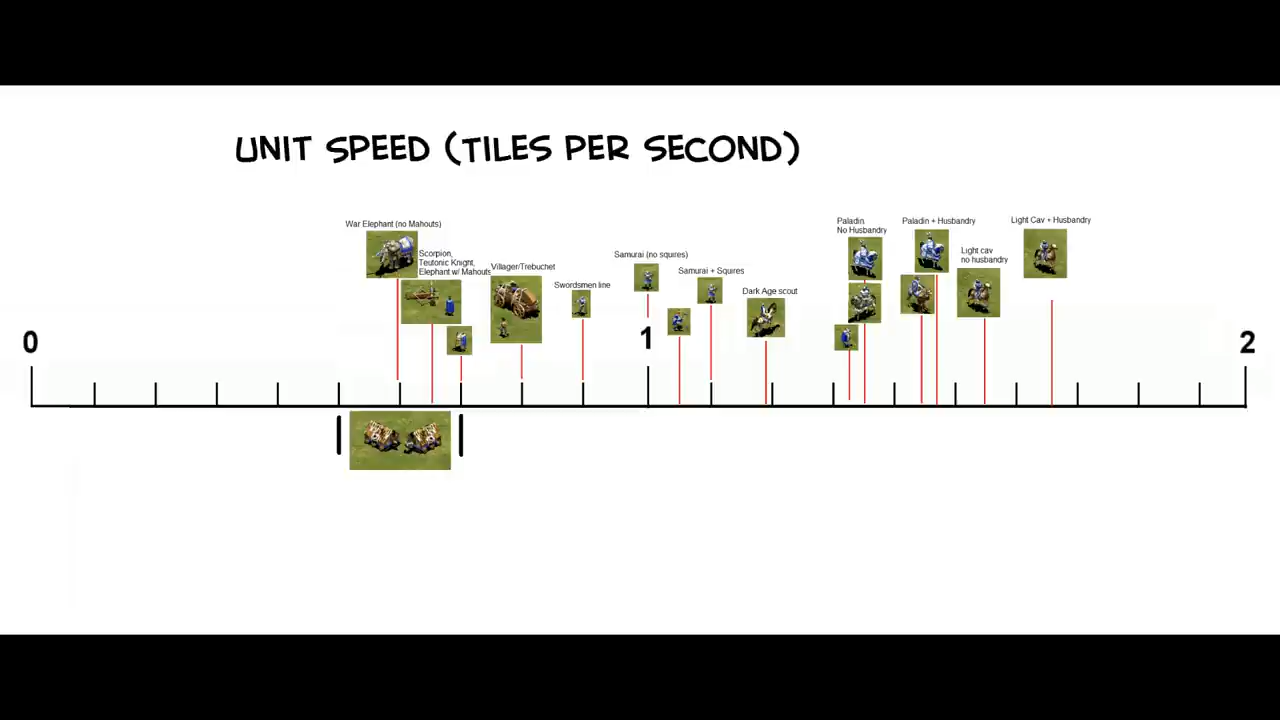 UNIT SPEED (TILES PER SECOND)
War Elephant (no Mahouts)
Scorpion,
Teutonic Knight,
Elephant w/ Mahouts
Villager/Trebuchet
Swordsmen line
Samurai (no squires)
Samurai + Squires
Dark Age scout
Paladin.
No Husbandry
Paladin + Husbandry
Light cav
no husbandry
Light Cav + Husbandry
0
1
2